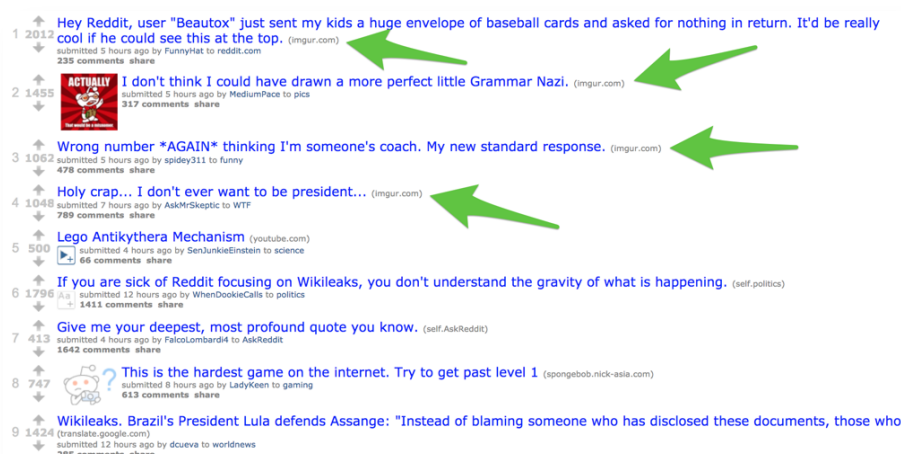 Hey Reddit, user "Beautox" just sent my kids a huge envelope of baseball cards and asked for nothing in return. It'd be really
1 2012 cool if he could see this at the top. (imgur.com)
submitted 5 hours ago by FunnyHat to reddit.com
235 comments share
ACTUALLY
I don't think I could have drawn a more perfect little Grammar Nazi. (imgur.com)
2 1455 submitted 5 hours ago by MediumPace to pics
317 comments share
That would be a misnomer
Wrong number *AGAIN* thinking I'm someone's coach. My new standard response. (imgur.com)
3 1062 submitted 5 hours ago by spidey311 to funny
478 comments share
Holy crap... I don't ever want to be president... (imgur.com)
4 1048 submitted 7 hours ago by AskMrSkeptic to WTF
789 comments share
Lego Antikythera Mechanism (youtube.com)
5 500 submitted 4 hours ago by SenJunkieEinstein to science
66 comments share
If you are sick of Reddit focusing on Wikileaks, you don't understand the gravity of what is happening. (self.politics)
6 1796 Aa submitted 12 hours ago by WhenDookieCalls to politics
1411 comments share
Give me your deepest, most profound quote you know. (self.AskReddit)
7 413 submitted 4 hours ago by FalcoLombardi4 to AskReddit
1642 comments share
This is the hardest game on the internet. Try to get past level 1 (spongebob.nick-asia.com)
8 747 ? submitted 8 hours ago by LadyKeen to gaming
613 comments share
Wikileaks. Brazil's President Lula defends Assange: "Instead of blaming someone who has disclosed these documents, those who
9 1424 (translate.google.com)
submitted 12 hours ago by dcueva to worldnews
285 comments share